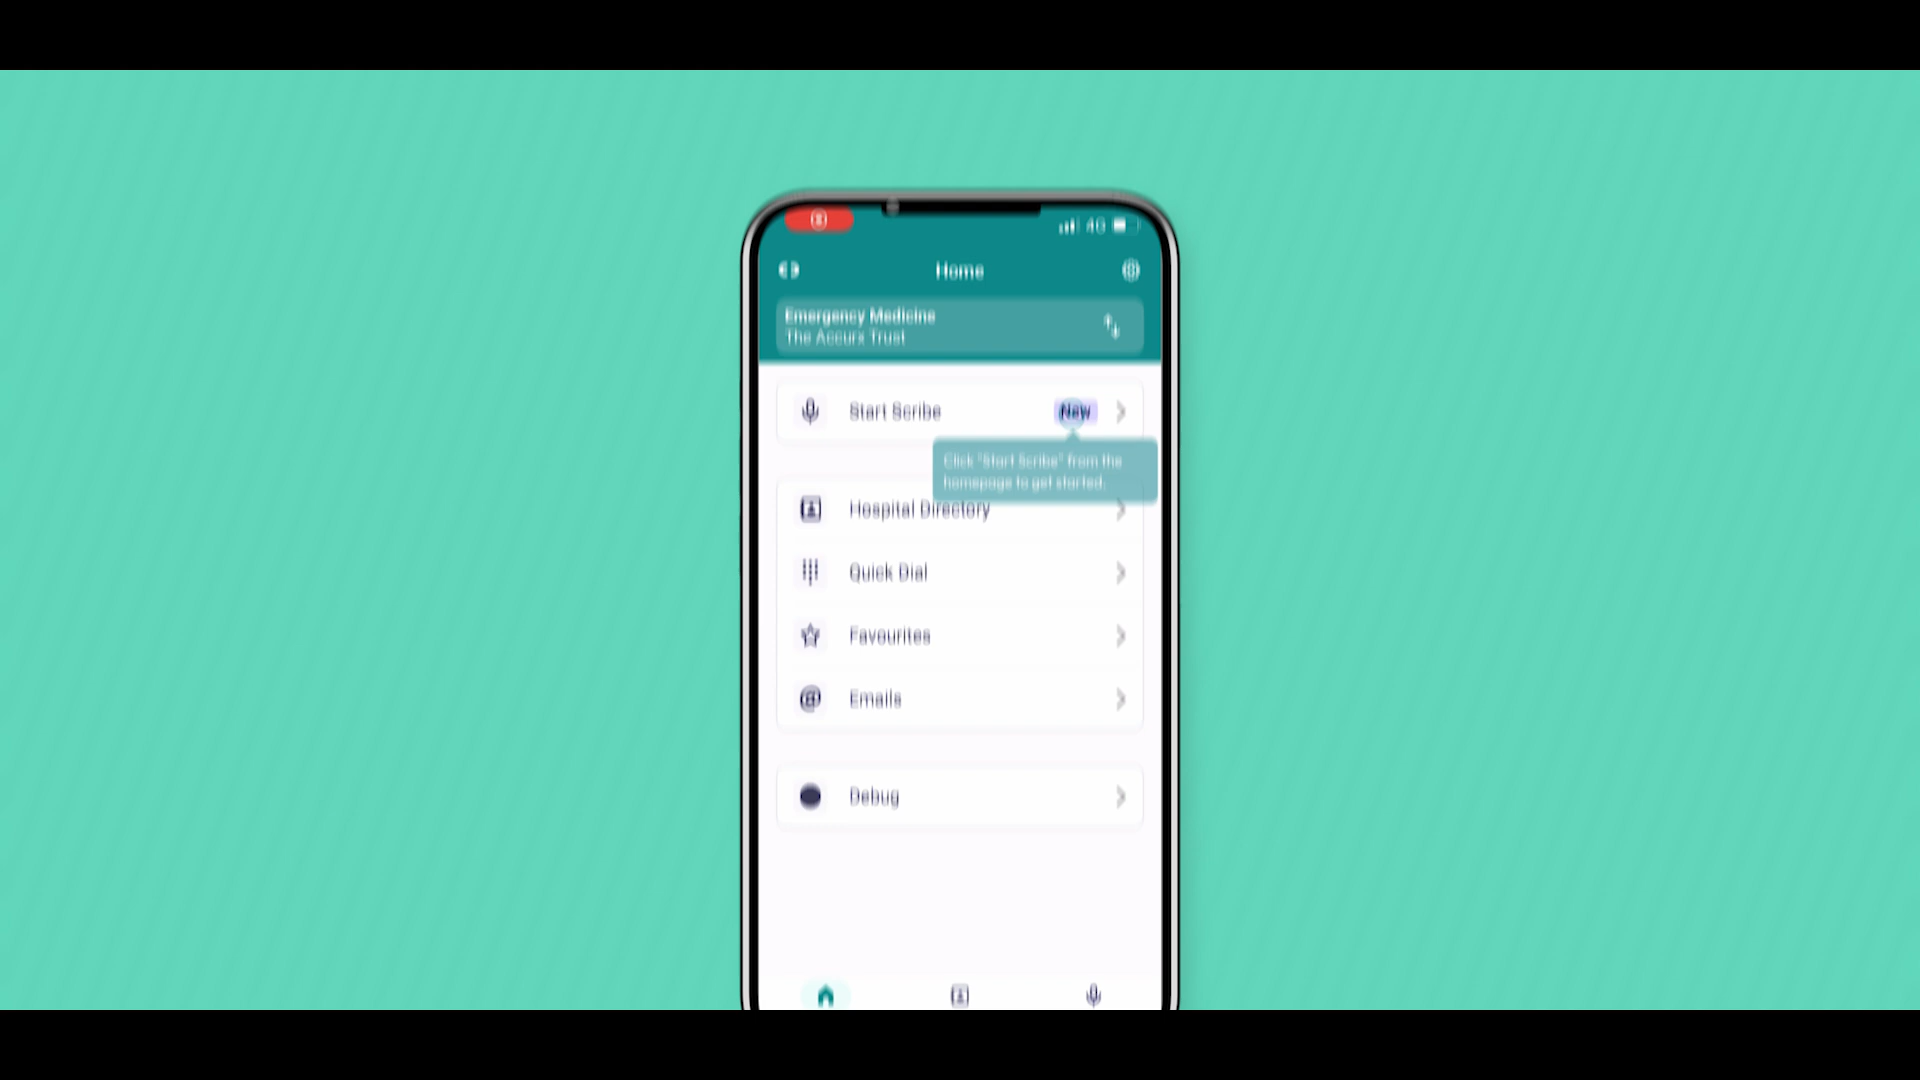 4G
Home
Emergency Medicine
The Accurx Trust
Start Scribe
New
Click "Start Scribe" from the
homepage to get started.
Hospital Directory
Quick Dial
Favourites
Emails
Debug